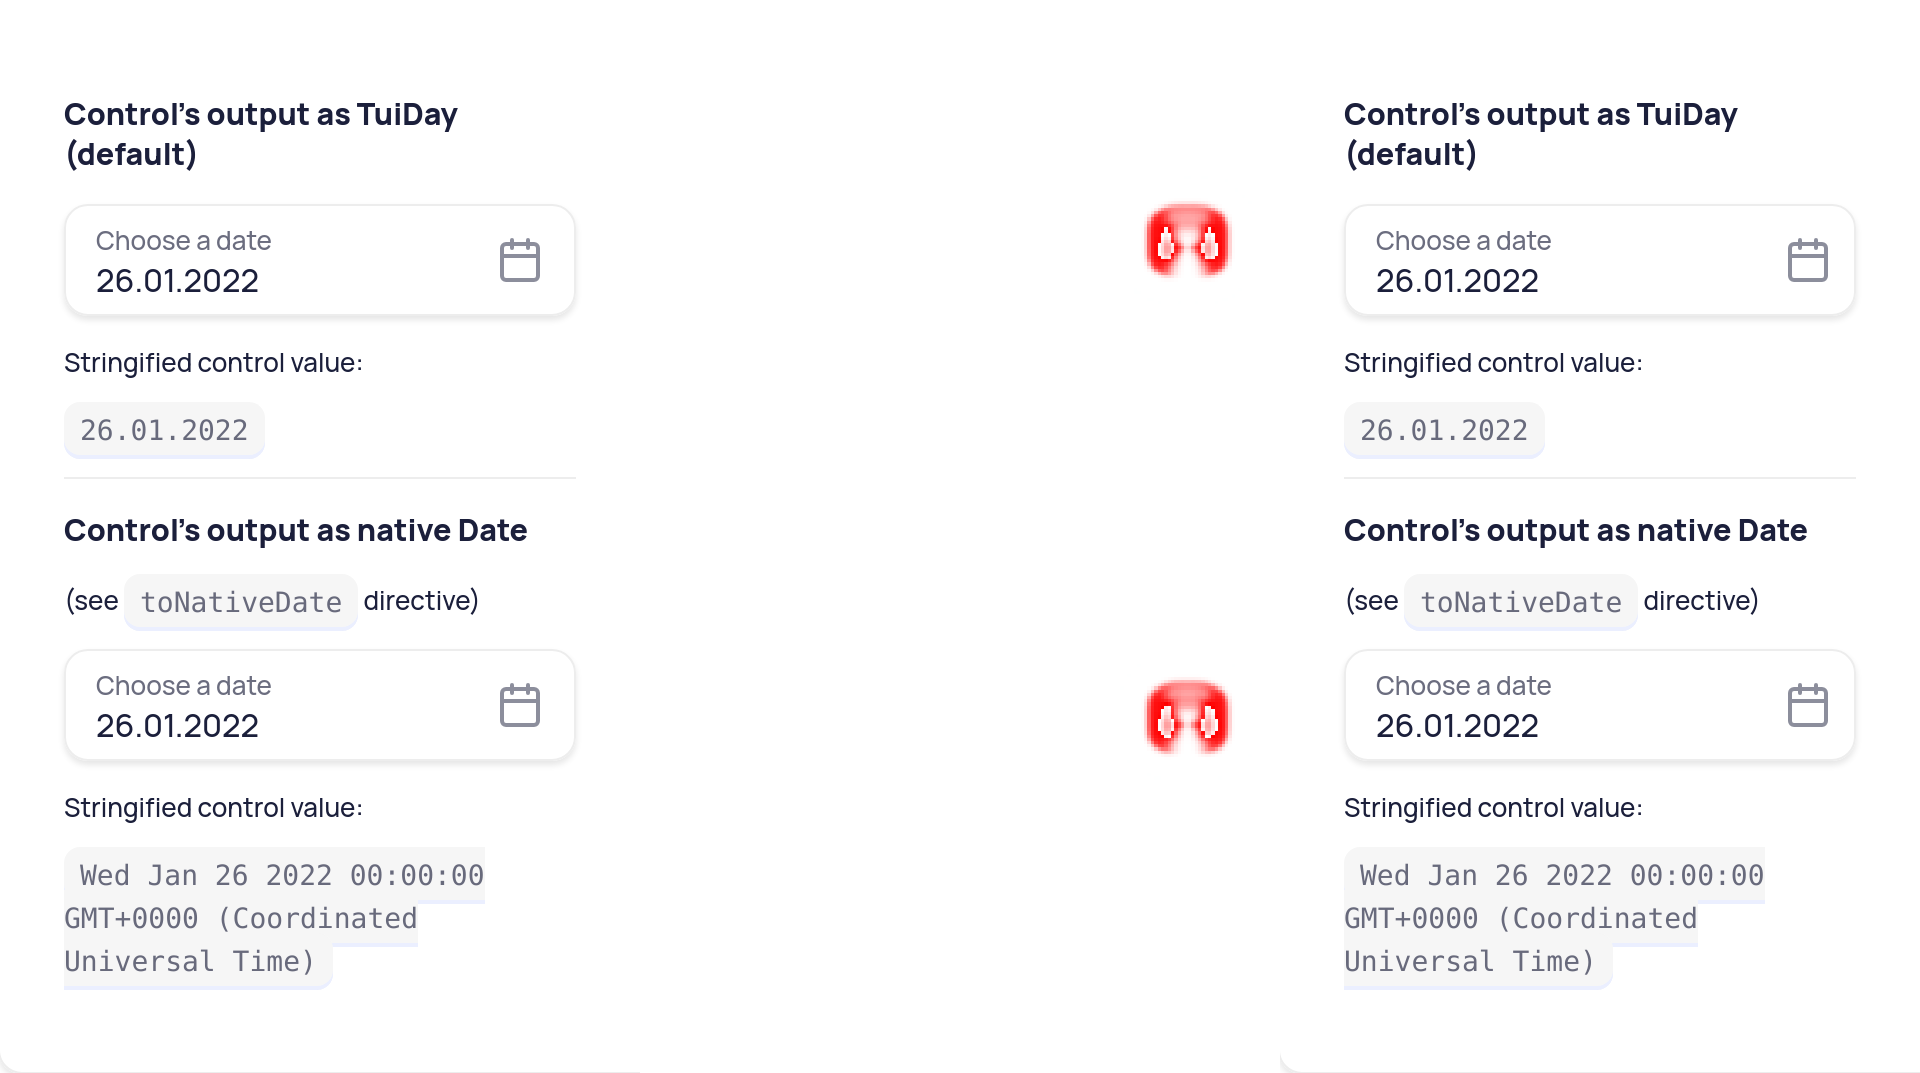 Control's output as TuiDay
(default)
Choose a date
26.01.2022
Stringified control value:
26.01.2022
Control's output as native Date
(see toNativeDate directive)
Choose a date
26.01.2022
Stringified control value:
Wed Jan 26 2022 00:00:00
GMT+0000 (Coordinated
Universal Time)
Control's output as TuiDay
(default)
Choose a date
26.01.2022
Stringified control value:
26.01.2022
Control's output as native Date
(see toNativeDate directive)
Choose a date
26.01.2022
Stringified control value:
Wed Jan 26 2022 00:00:00
GMT+0000 (Coordinated
Universal Time)